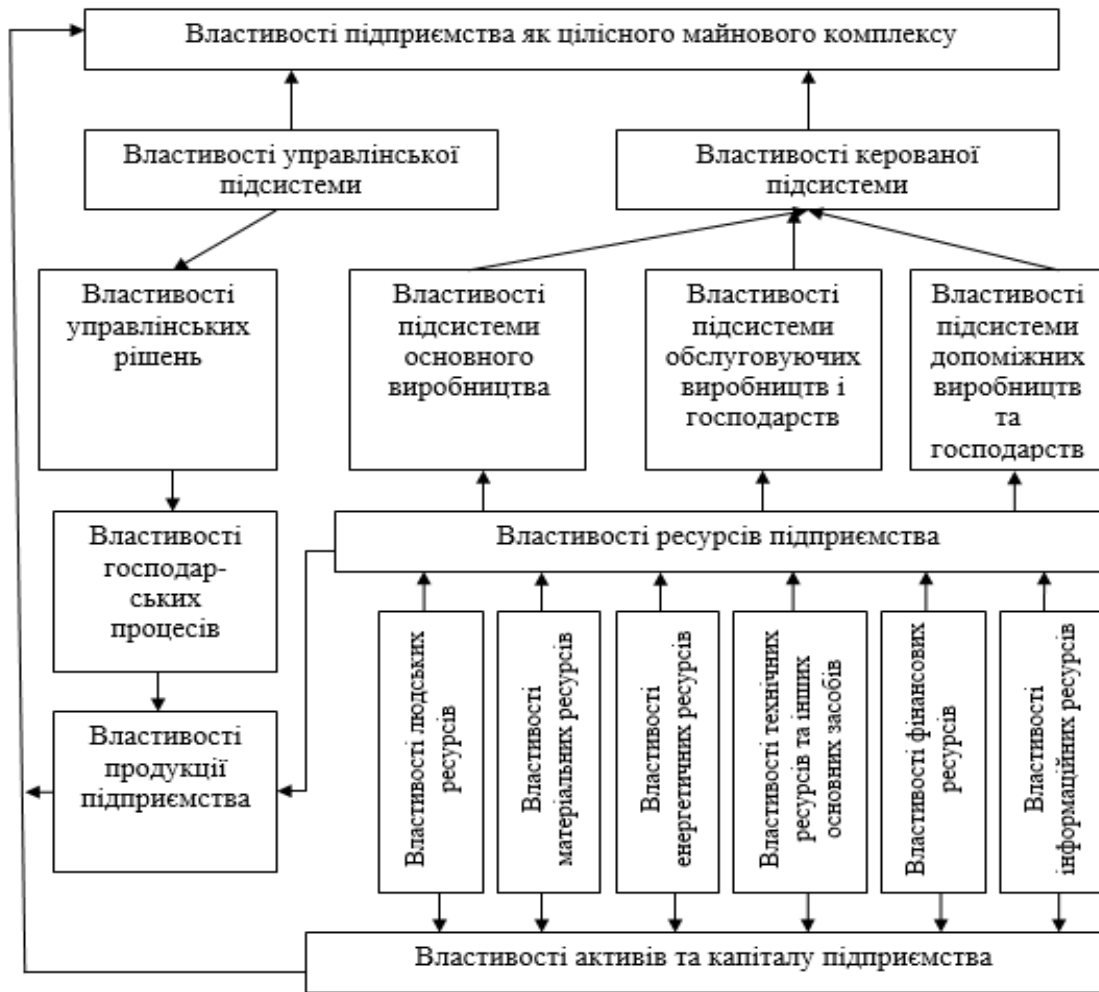 Властивості підприємства як цілісного майнового комплексу
Властивості управлінської
підсистеми
Властивості керованої
підсистеми
Властивості
управлінських
рішень
Властивості
підсистеми
основного
виробництва
Властивості
підсистеми
обслуговуючих
виробництв і
господарств
Властивості
підсистеми
допоміжних
виробництв
та
господарств
Властивості
господар-
ських
процесів
Властивості ресурсів підприємства
Властивості
продукції
підприємства
Властивості людських
ресурсів
Властивості
матеріальних ресурсів
Властивості
енергетичних ресурсів
Властивості технічних
ресурсів та інших
основних засобів
Властивості фінансових
ресурсів
Властивості
інформаційних ресурсів
Властивості активів та капіталу підприємства